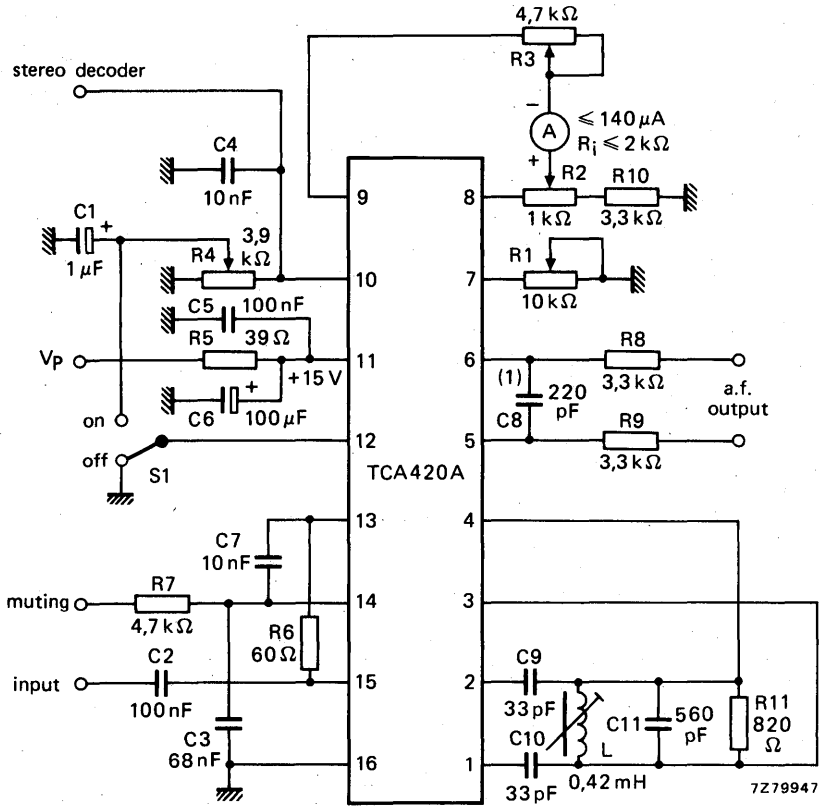 4,7 kΩ
R3
stereo decoder
−
A
≤ 140 µA
Ri ≤ 2 kΩ
+
C4
10 nF
R2
R10
9
8
1 kΩ
3,3 kΩ
C1
+
1 µF
R4
3,9
kΩ
R1
10
7
10 kΩ
C5
100 nF
R5
39 Ω
R8
VP
11
6
+15 V
3,3 kΩ
(1)
220
pF
a.f.
output
+
C6
100 µF
C8
R9
on
12
5
off
S1
3,3 kΩ
TCA420A
13
4
C7
10 nF
R7
muting
14
3
4,7 kΩ
R6
60 Ω
C2
C9
input
15
2
100 nF
33 pF
R11
820
Ω
C3
68 nF
C10
L
C11
560
pF
16
1
33 pF
0,42 mH
7Z79947